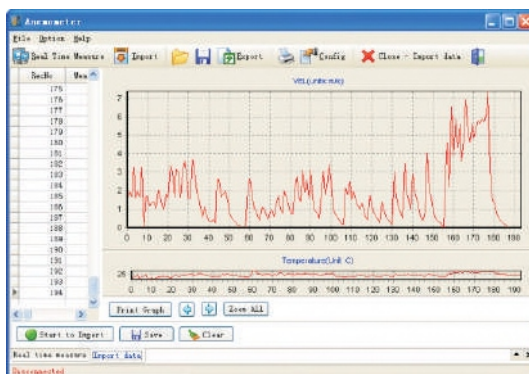 Anemometer
File Option Help
Real Time Measure Import Export Config Close - Import data
RecNo Mea
175
176
177
178
179
180
181
182
183
184
185
186
187
188
189
190
191
192
193
194
VEL(Unit: m/s)
7
6
5
4
3
2
1
0
0 10 20 30 40 50 60 70 80 90 100 110 120 130 140 150 160 170 180 190
Temperature(Unit C)
26
0 10 20 30 40 50 60 70 80 90 100 110 120 130 140 150 160 170 180 190
Print Graph Zoom All
Start to Import Save Clear
Real time measure Import data
Disconnected